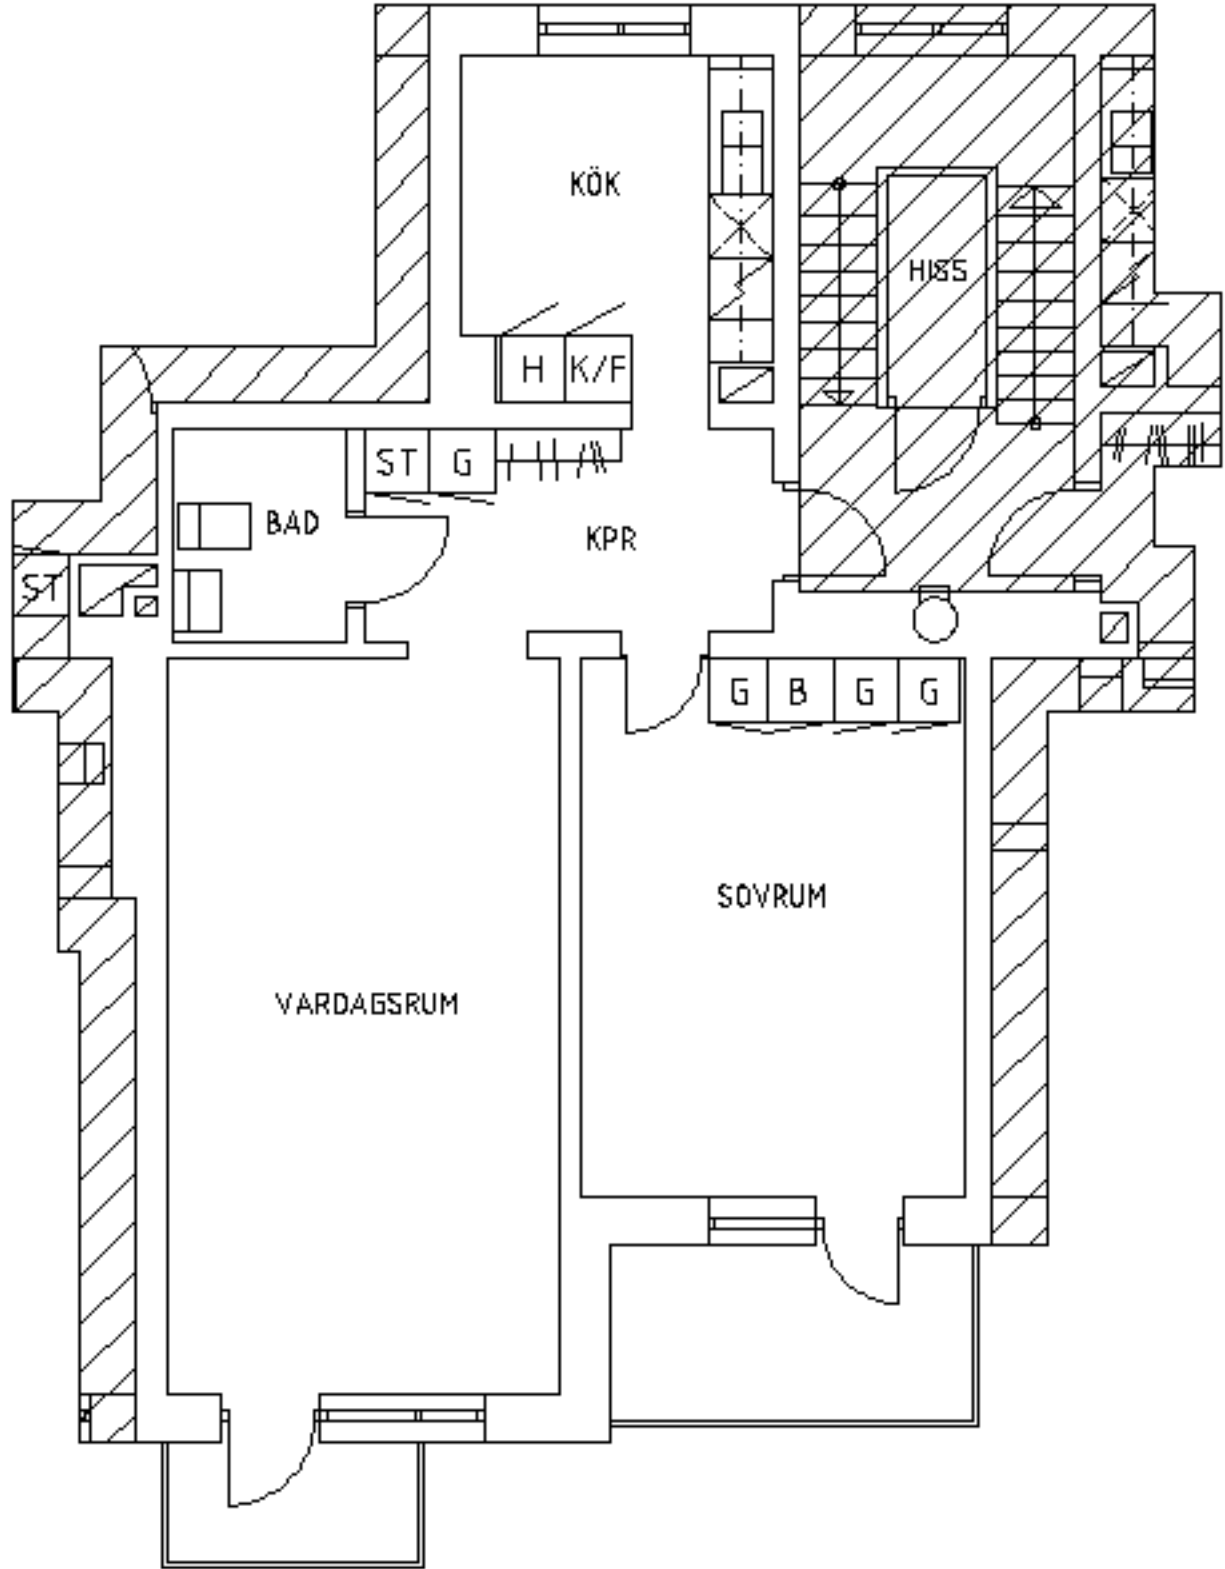 KÖK
HISS
H K/F
ST G
BAD
KPR
ST
G B G G
SOVRUM
VARDAGSRUM